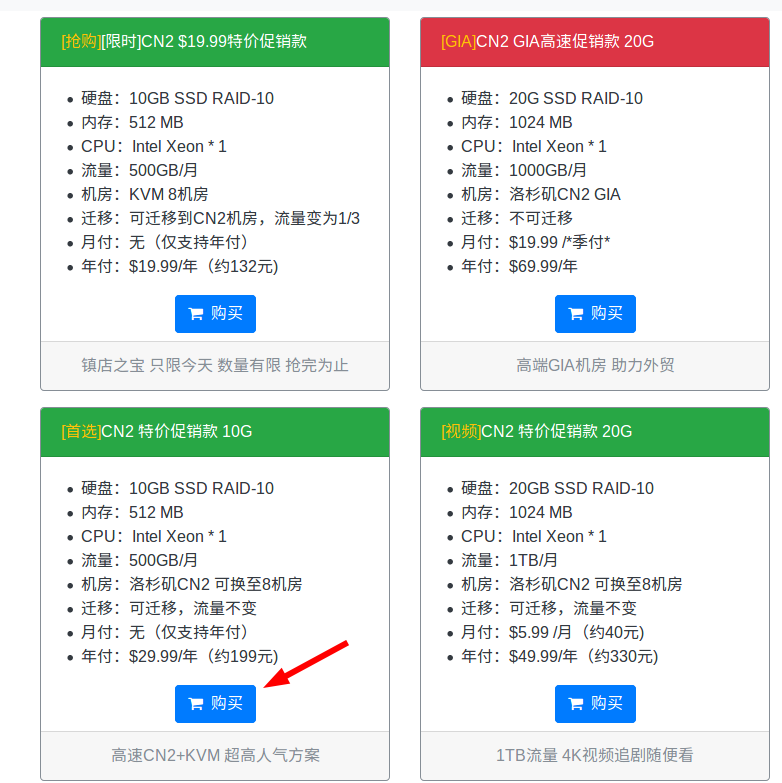 [抢购][限时]CN2 $19.99特价促销款
硬盘：10GB SSD RAID-10
内存：512 MB
CPU：Intel Xeon * 1
流量：500GB/月
机房：KVM 8机房
迁移：可迁移到CN2机房，流量变为1/3
月付：无（仅支持年付）
年付：$19.99/年（约132元)
购买
镇店之宝 只限今天 数量有限 抢完为止
[GIA]CN2 GIA高速促销款 20G
硬盘：20G SSD RAID-10
内存：1024 MB
CPU：Intel Xeon * 1
流量：1000GB/月
机房：洛杉矶CN2 GIA
迁移：不可迁移
月付：$19.99 /*季付*
年付：$69.99/年
购买
高端GIA机房 助力外贸
[首选]CN2 特价促销款 10G
硬盘：10GB SSD RAID-10
内存：512 MB
CPU：Intel Xeon * 1
流量：500GB/月
机房：洛杉矶CN2 可换至8机房
迁移：可迁移，流量不变
月付：无（仅支持年付）
年付：$29.99/年（约199元)
购买
高速CN2+KVM 超高人气方案
[视频]CN2 特价促销款 20G
硬盘：20GB SSD RAID-10
内存：1024 MB
CPU：Intel Xeon * 1
流量：1TB/月
机房：洛杉矶CN2 可换至8机房
迁移：可迁移，流量不变
月付：$5.99 /月（约40元)
年付：$49.99/年（约330元)
购买
1TB流量 4K视频追剧随便看